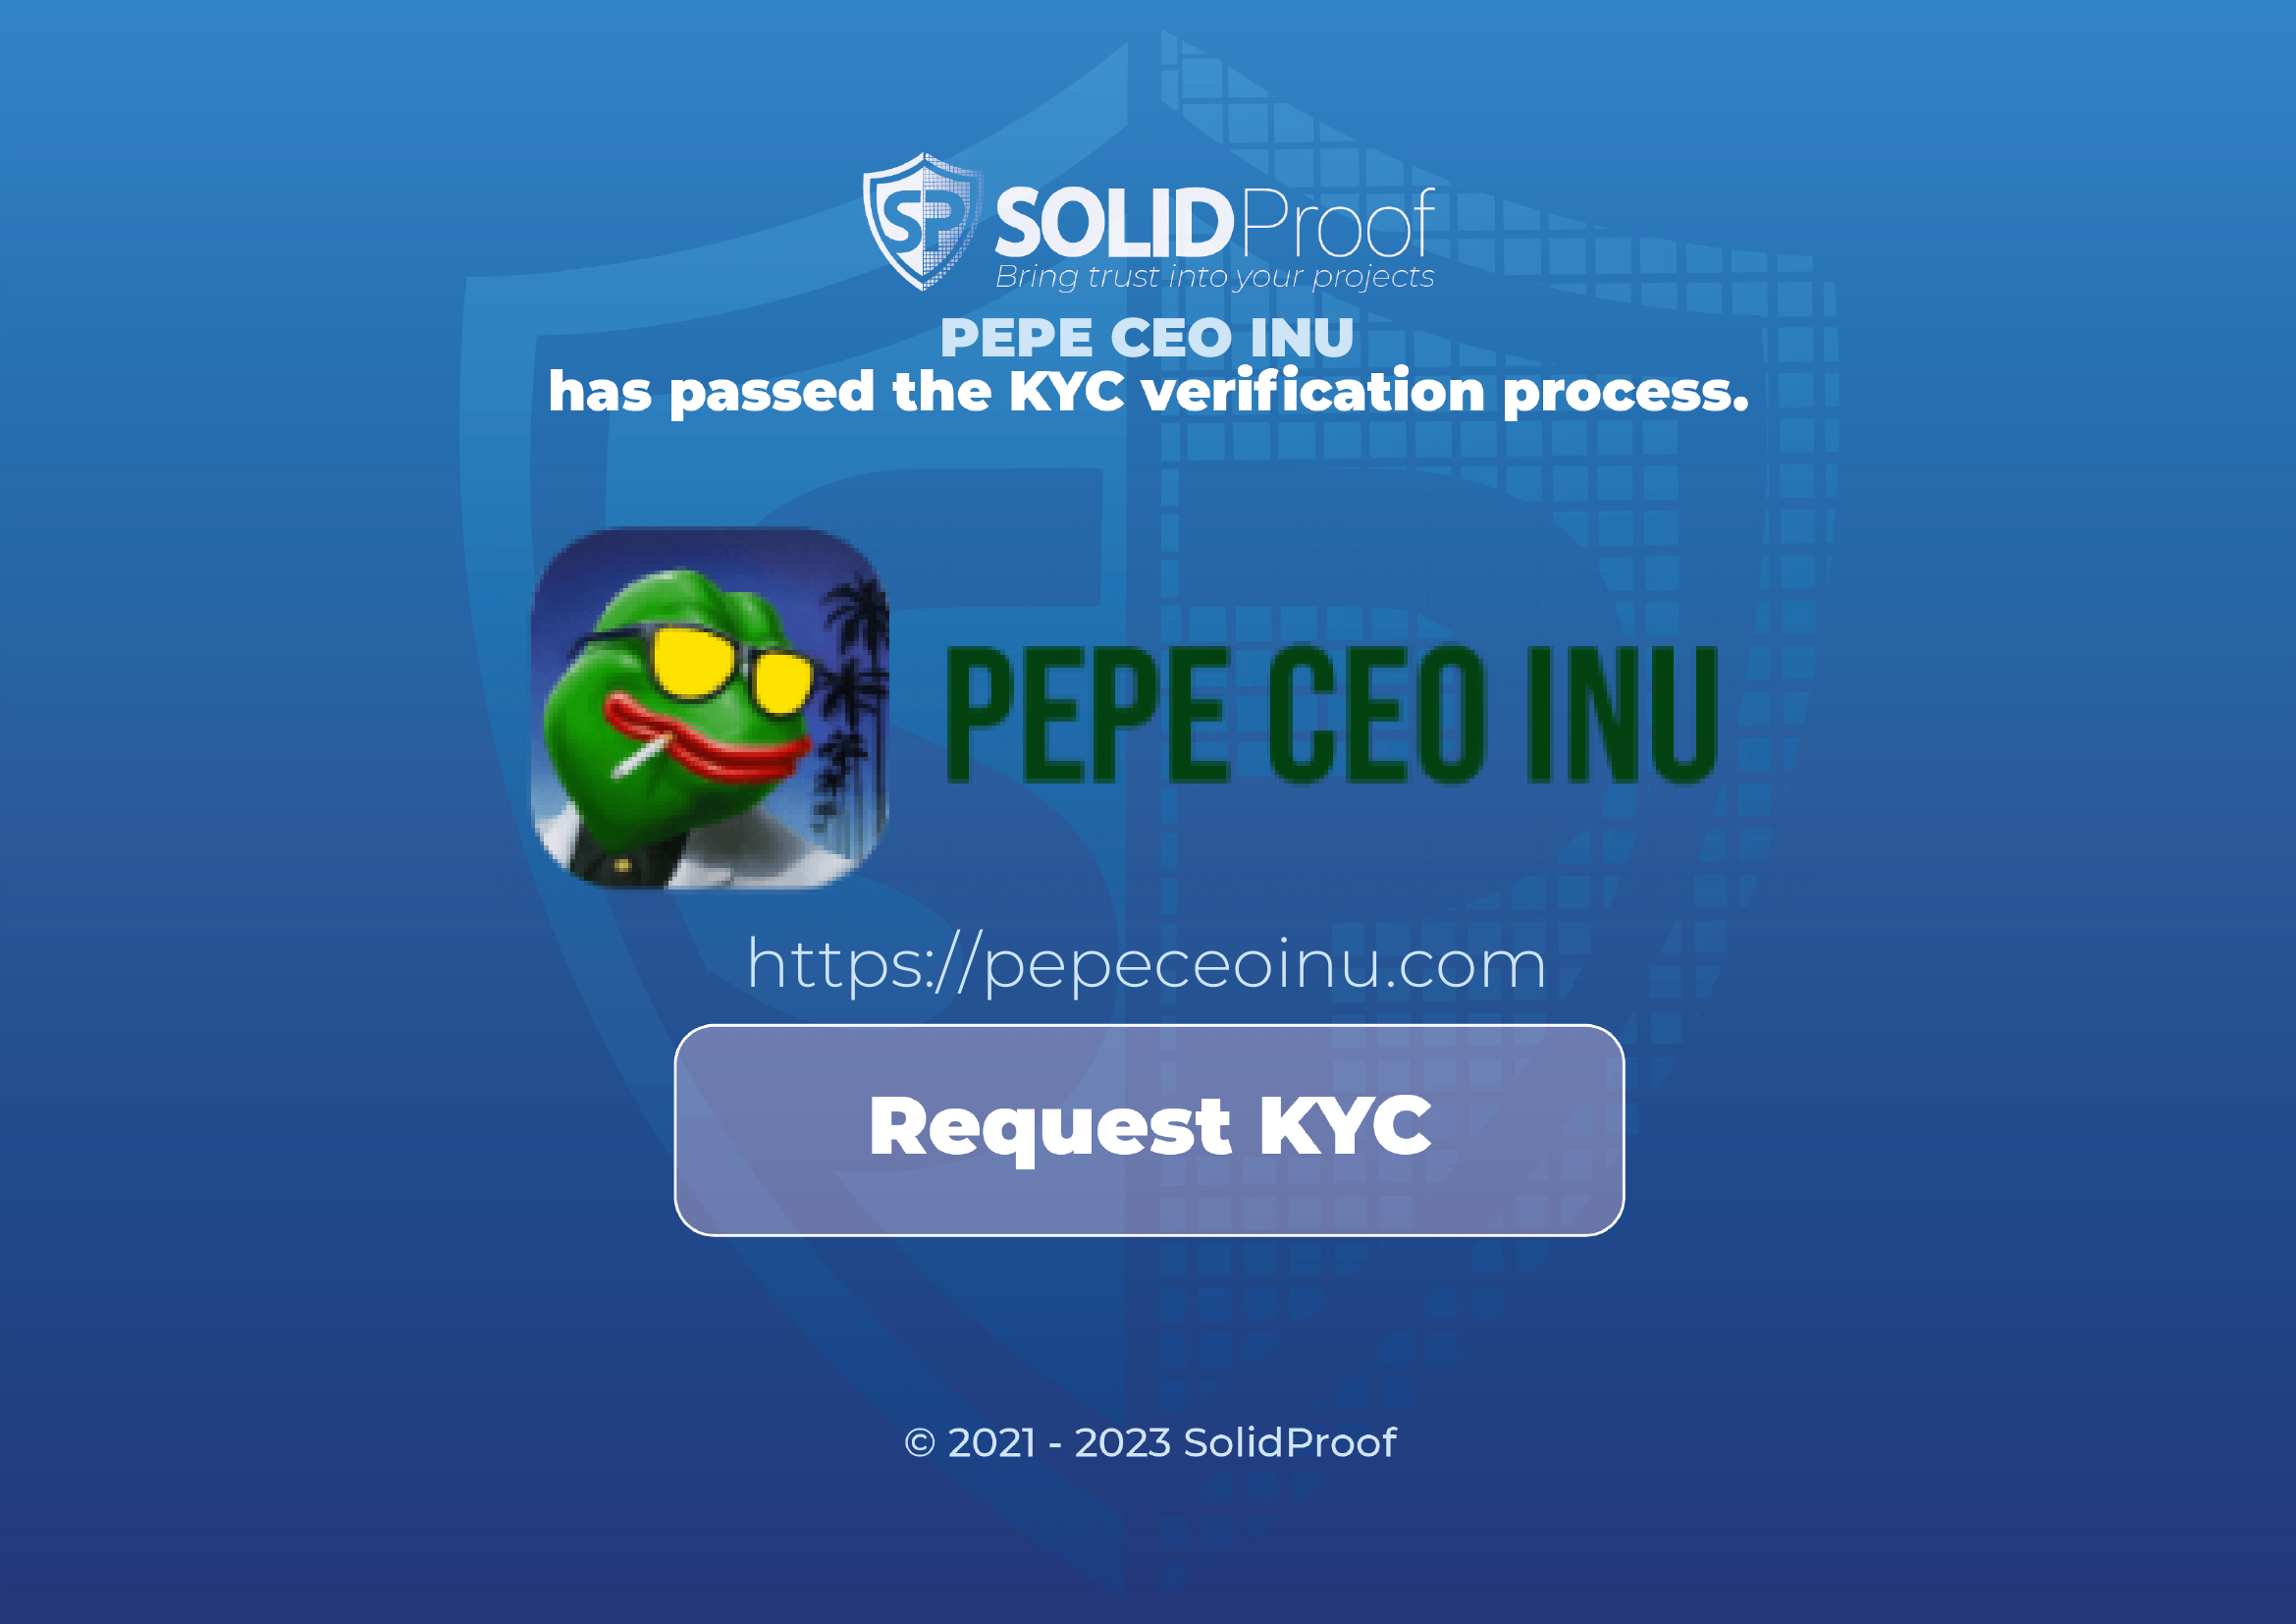 SP SOLIDProof
Bring trust into your projects
PEPE CEO INU
has passed the KYC verification process.
PEPE CEO INU
https://pepeceoinu.com
Request KYC
© 2021 - 2023 SolidProof